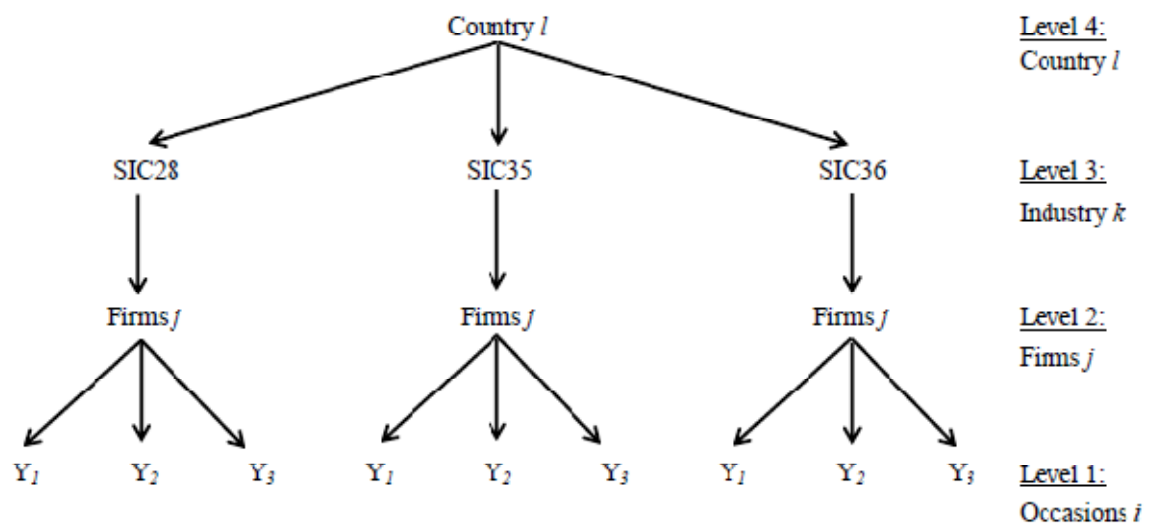 Country l
Level 4:
Country l
SIC28
SIC35
SIC36
Level 3:
Industry k
Firms j
Firms j
Firms j
Level 2:
Firms j
Y1
Y2
Y3
Y1
Y2
Y3
Y1
Y2
Y3
Level 1:
Occasions i